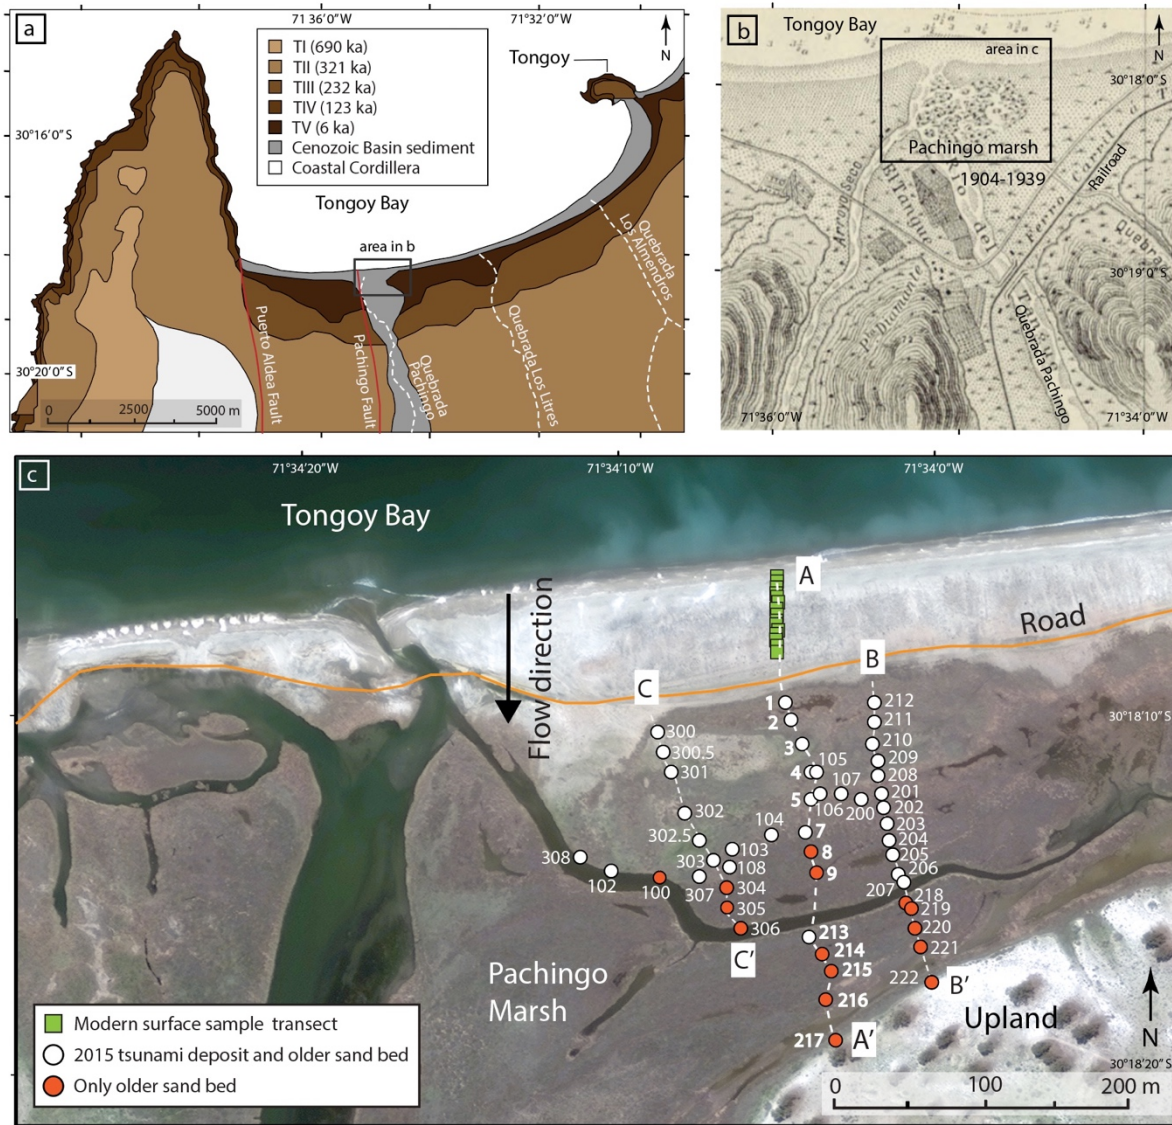 a
71°36'0"W
71°32'0"W
TI (690 ka)
TII (321 ka)
TIII (232 ka)
TIV (123 ka)
TV (6 ka)
Cenozoic Basin sediment
Coastal Cordillera
Tongoy
N
30°16'0"S
Tongoy Bay
area in b
Quebrada
Los Almendros
Quebrada Los Litres
Quebrada
Pachingo
Pachingo Fault
Puerto Aldea Fault
30°20'0"S
0 2500 5000 m
b
Tongoy Bay
area in c
N
30°18'0"S
Pachingo marsh
1904-1939
Railroad
Arroyo Seco
El Tanque
del
Ferro Carril
Quebrada Pachingo
30°19'0"S
71°36'0"W
71°34'0"W
c
71°34'20"W
71°34'10"W
71°34'0"W
Tongoy Bay
Flow direction
A
Road
B
C
1
2
3
4
5
7
8
9
213
214
215
216
217
A'
105
107
106
200
212
211
210
209
208
201
202
203
204
205
206
207
218
219
220
221
222
B'
300
300.5
301
302
302.5
303
104
103
108
307
304
305
306
C'
308
102
100
30°18'10"S
Pachingo
Marsh
Upland
N
30°18'20"S
0 100 200 m
Modern surface sample transect
2015 tsunami deposit and older sand bed
Only older sand bed